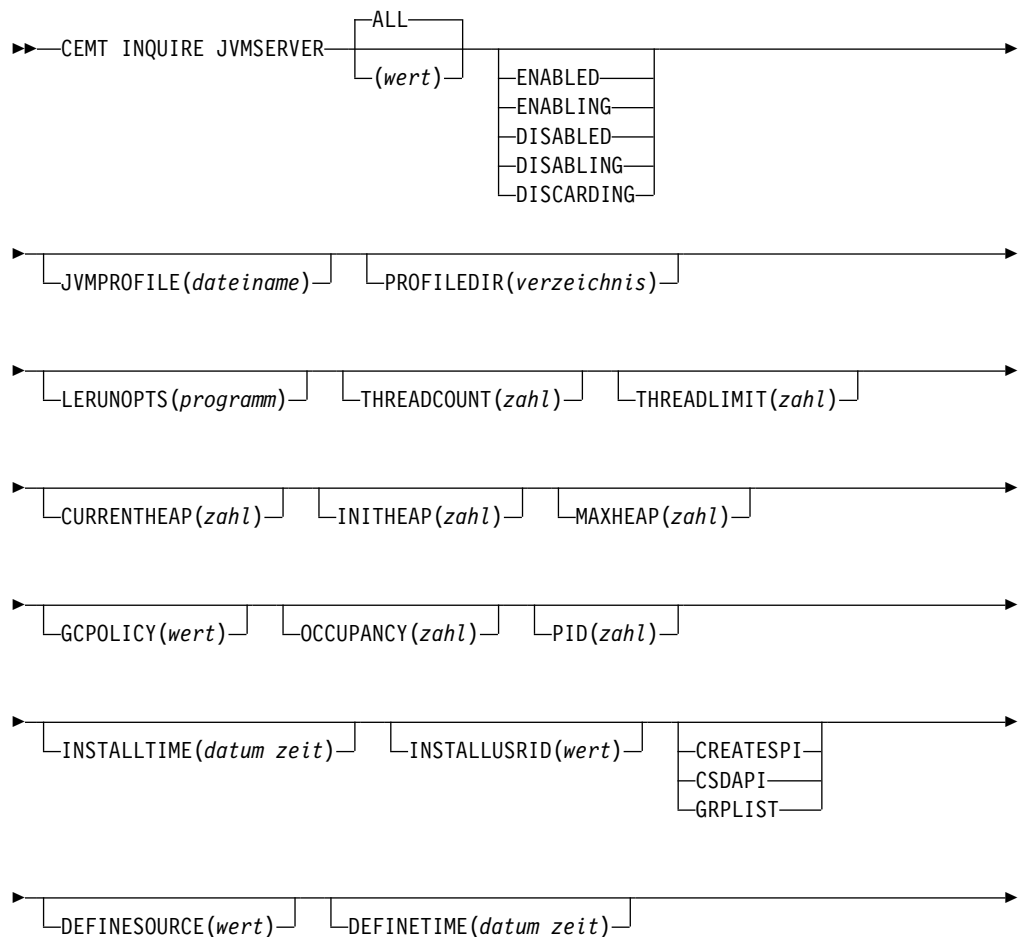 ALL
CEMT INQUIRE JVMSERVER
(wert)
ENABLED
ENABLING
DISABLED
DISABLING
DISCARDING
JVMPROFILE(dateiname) PROFILEDIR(verzeichnis)
LERUNOPTS(programm) THREADCOUNT(zahl) THREADLIMIT(zahl)
CURRENTHEAP(zahl) INITHEAP(zahl) MAXHEAP(zahl)
GCPOLICY(wert) OCCUPANCY(zahl) PID(zahl)
INSTALLTIME(datum zeit) INSTALLUSRID(wert) CREATESPI
CSDAPI
GRPLIST
DEFINESOURCE(wert) DEFINETIME(datum zeit)